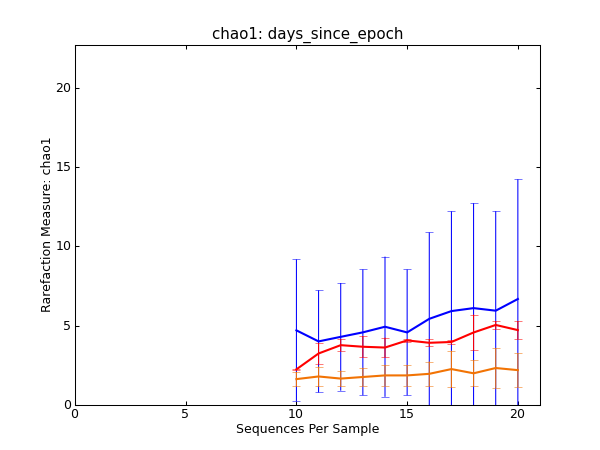 chao1: days_since_epoch
Rarefaction Measure: chao1
20
15
10
5
0
0 5 10 15 20
Sequences Per Sample